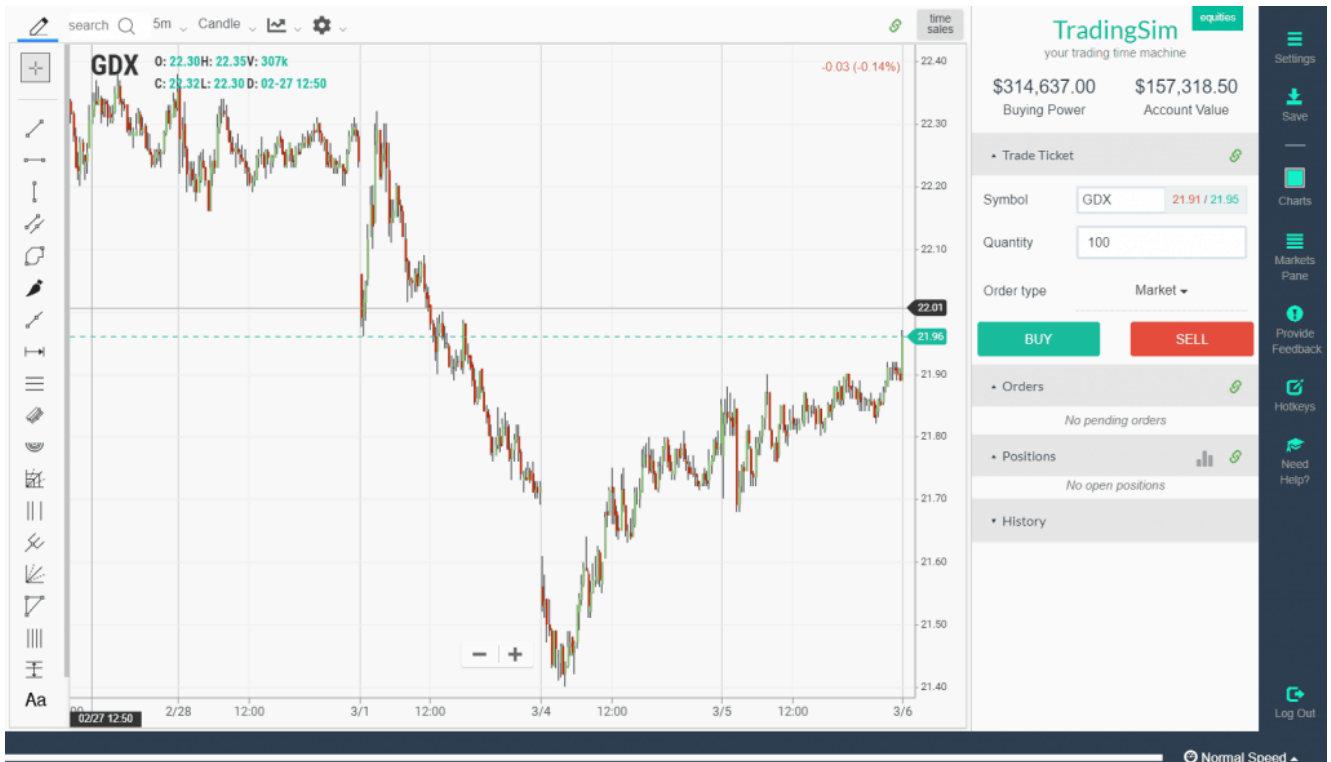 search 5m Candle time sales
GDX O: 22.30 H: 22.35 V: 307k
C: 22.32 L: 22.30 D: 02-27 12:50
-0.03 (-0.14%)
22.40
22.30
22.20
22.10
22.01
21.96
21.90
21.80
21.70
21.60
21.50
21.40
− +
Aa
02/27 12:50
2/28 12:00 3/1 12:00 3/4 12:00 3/5 12:00 3/6
TradingSim equities
your trading time machine
$314,637.00 $157,318.50
Buying Power Account Value
Trade Ticket
Symbol GDX 21.91 / 21.95
Quantity 100
Order type Market
BUY SELL
Orders
No pending orders
Positions
No open positions
History
Settings
Save
Charts
Markets
Pane
Provide
Feedback
Hotkeys
Need
Help?
Log Out
Normal Speed